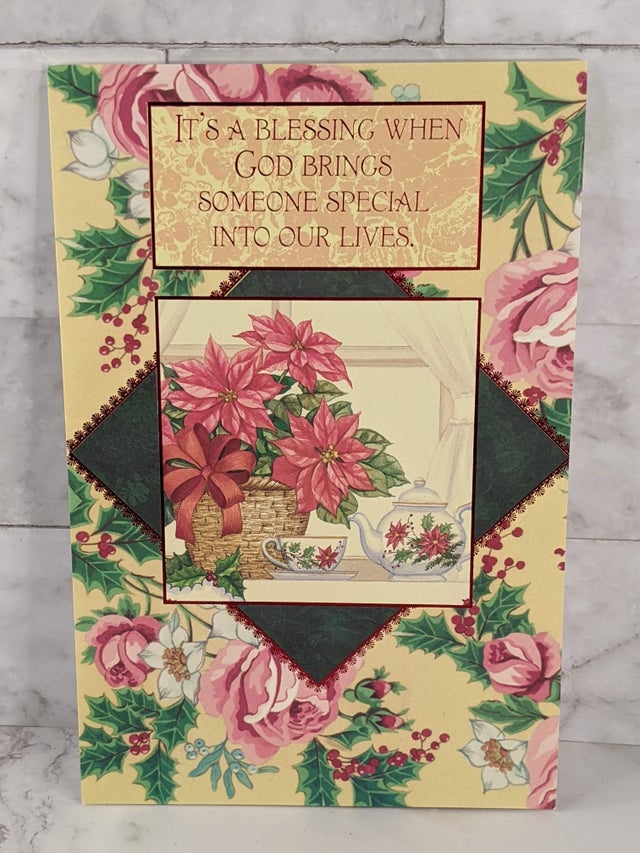 It's a blessing when
God brings
someone special
into our lives.